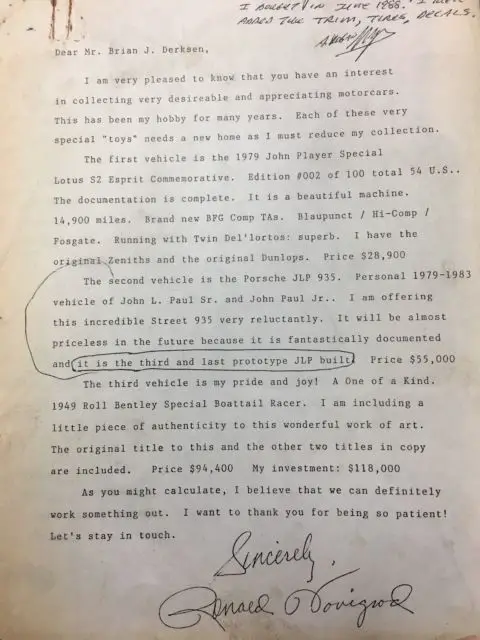 I BOUGHT IN JUNE 1988.
ADDED THE TRIM, TIRES, DECALS.
Dear Mr. Brian J. Derksen,
I am very pleased to know that you have an interest
in collecting very desireable and appreciating motorcars.
This has been my hobby for many years. Each of these very
special "toys" needs a new home as I must reduce my collection.
The first vehicle is the 1979 John Player Special
Lotus S2 Esprit Commemorative. Edition #002 of 100 total 54 U.S..
The documentation is complete. It is a beautiful machine.
14,900 miles. Brand new BFG Comp TAs. Blaupunct / Hi-Comp /
Fosgate. Running with Twin Del'lortos: superb. I have the
original Zeniths and the original Dunlops. Price $28,900
The second vehicle is the Porsche JLP 935. Personal 1979-1983
vehicle of John L. Paul Sr. and John Paul Jr.. I am offering
this incredible Street 935 very reluctantly. It will be almost
priceless in the future because it is fantastically documented
and it is the third and last prototype JLP built. Price $55,000
The third vehicle is my pride and joy! A One of a Kind.
1949 Roll Bentley Special Boattail Racer. I am including a
little piece of authenticity to this wonderful work of art.
The original title to this and the other two titles in copy
are included. Price $94,400 My investment: $118,000
As you might calculate, I believe that we can definitely
work something out. I want to thank you for being so patient!
Let's stay in touch.
Sincerely,
Ronald